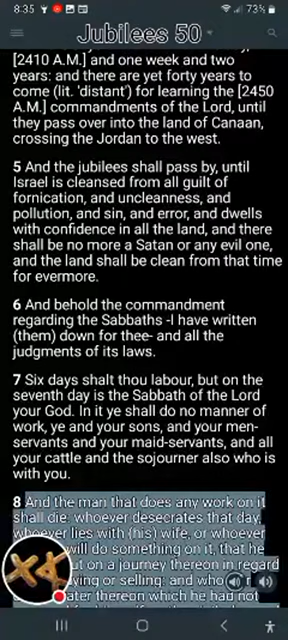 8:35
73%
Jubilees 50
[2410 A.M.] and one week and two
years: and there are yet forty years to
come (lit. 'distant') for learning the [2450
A.M.] commandments of the Lord, until
they pass over into the land of Canaan,
crossing the Jordan to the west.
5 And the jubilees shall pass by, until
Israel is cleansed from all guilt of
fornication, and uncleanness, and
pollution, and sin, and error, and dwells
with confidence in all the land, and there
shall be no more a Satan or any evil one,
and the land shall be clean from that time
for evermore.
6 And behold the commandment
regarding the Sabbaths -I have written
(them) down for thee- and all the
judgments of its laws.
7 Six days shalt thou labour, but on the
seventh day is the Sabbath of the Lord
your God. In it ye shall do no manner of
work, ye and your sons, and your men-
servants and your maid-servants, and all
your cattle and the sojourner also who is
with you.
8 And the man that does any work on it
shall die: whoever desecrates that day,
whoever lies with (his) wife, or whoever
will do something on it, that he
on a journey thereon in regard
buying or selling: and who
water thereon which he had not